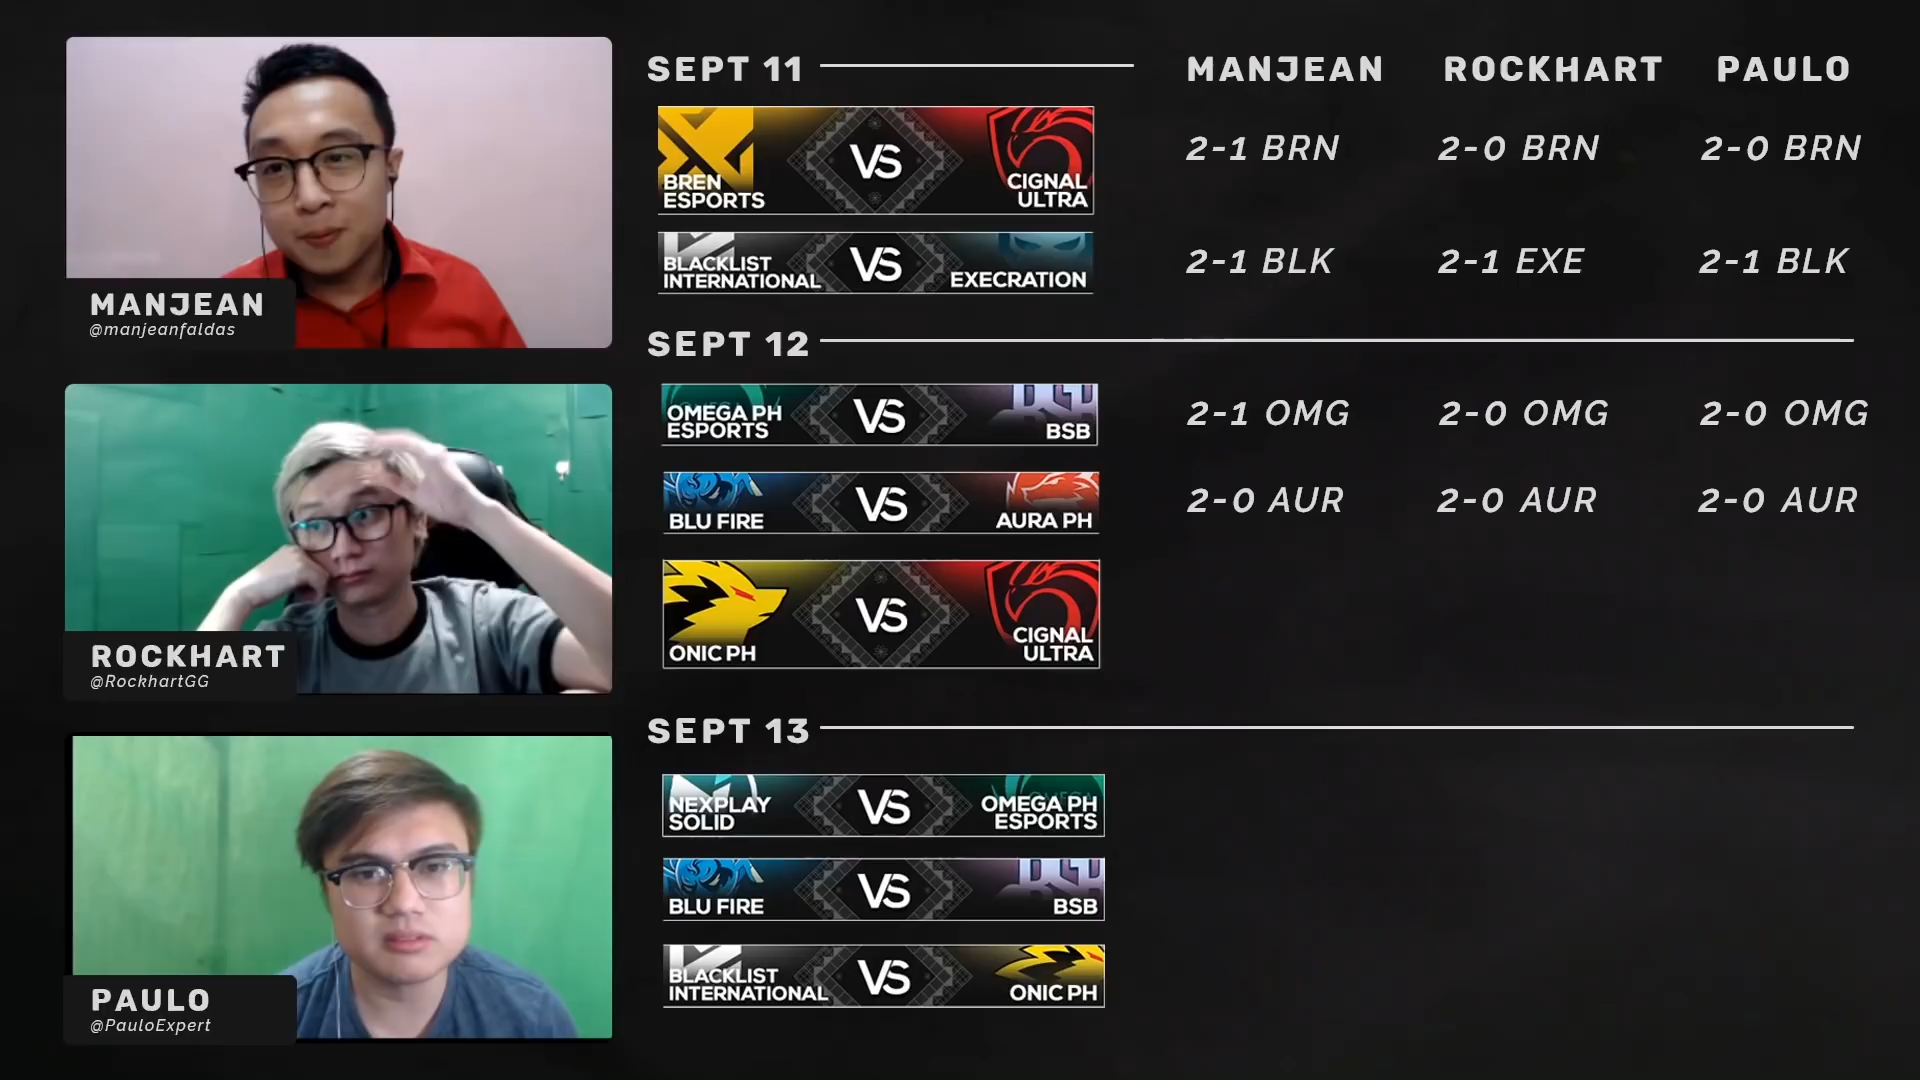 MANJEAN
@manjeanfaldas
ROCKHART
@RockhartGG
PAULO
@PauloExpert
SEPT 11
MANJEAN ROCKHART PAULO
BREN
ESPORTS
VS
CIGNAL
ULTRA
2-1 BRN 2-0 BRN 2-0 BRN
BLACKLIST
INTERNATIONAL
VS
EXECRATION
2-1 BLK 2-1 EXE 2-1 BLK
SEPT 12
OMEGA PH
ESPORTS
VS
BSB
2-1 OMG 2-0 OMG 2-0 OMG
BLU FIRE
VS
AURA PH
2-0 AUR 2-0 AUR 2-0 AUR
ONIC PH
VS
CIGNAL
ULTRA
SEPT 13
NEXPLAY
SOLID
VS
OMEGA PH
ESPORTS
BLU FIRE
VS
BSB
BLACKLIST
INTERNATIONAL
VS
ONIC PH